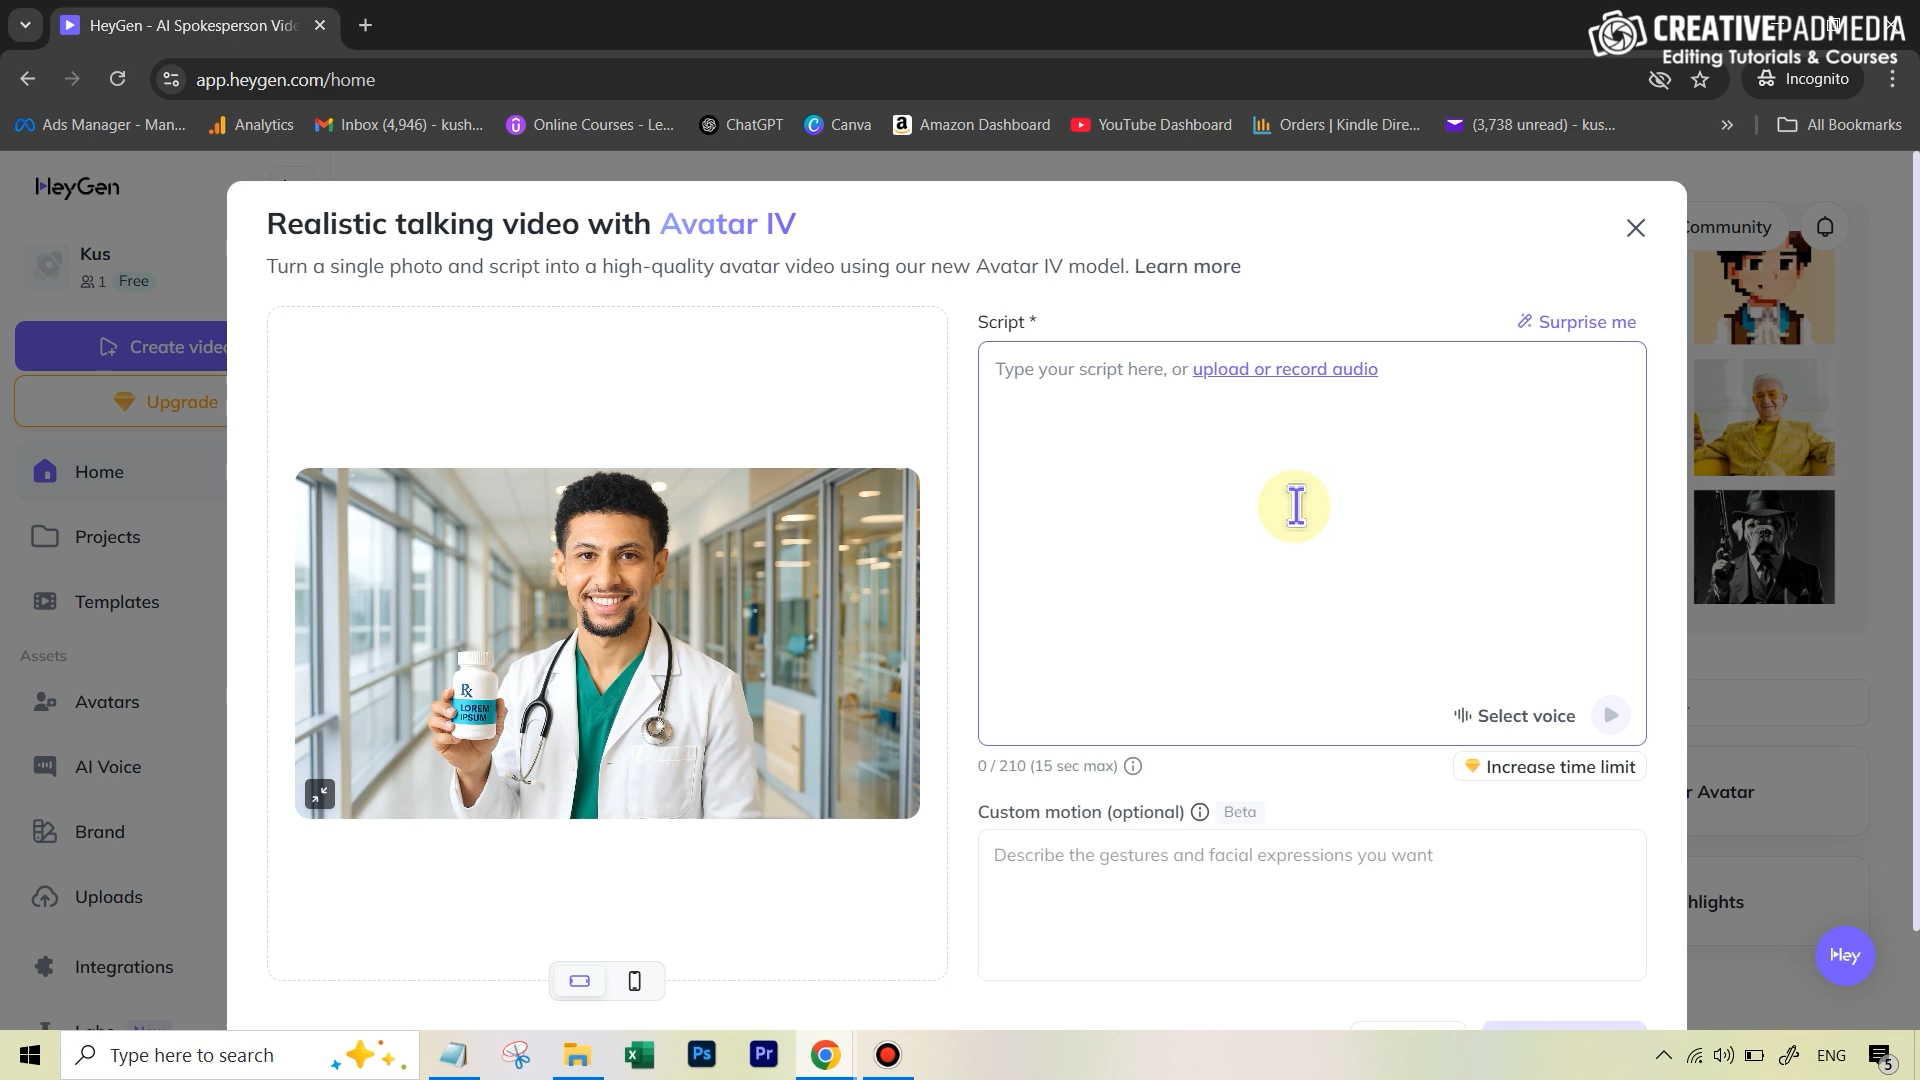 HeyGen - AI Spokesperson Vide
CREATIVEPADMEDIA
Editing Tutorials & Courses
app.heygen.com/home
Incognito
Ads Manager - Man...
Analytics
Inbox (4,946) - kush...
Online Courses - Le...
ChatGPT
Canva
Amazon Dashboard
YouTube Dashboard
Orders | Kindle Dire...
(3,738 unread) - kus...
All Bookmarks
HeyGen
Kus
1 Free
Create video
Upgrade
Home
Projects
Templates
Assets
Avatars
AI Voice
Brand
Uploads
Integrations
Realistic talking video with Avatar IV
Turn a single photo and script into a high-quality avatar video using our new Avatar IV model. Learn more
Rx
LOREM
IPSUM
Script *
Surprise me
Type your script here, or upload or record audio
Select voice
0 / 210 (15 sec max)
Increase time limit
Custom motion (optional)
Beta
Describe the gestures and facial expressions you want
Community
r Avatar
hlights
Hey
Type here to search
Ps
Pr
ENG
5